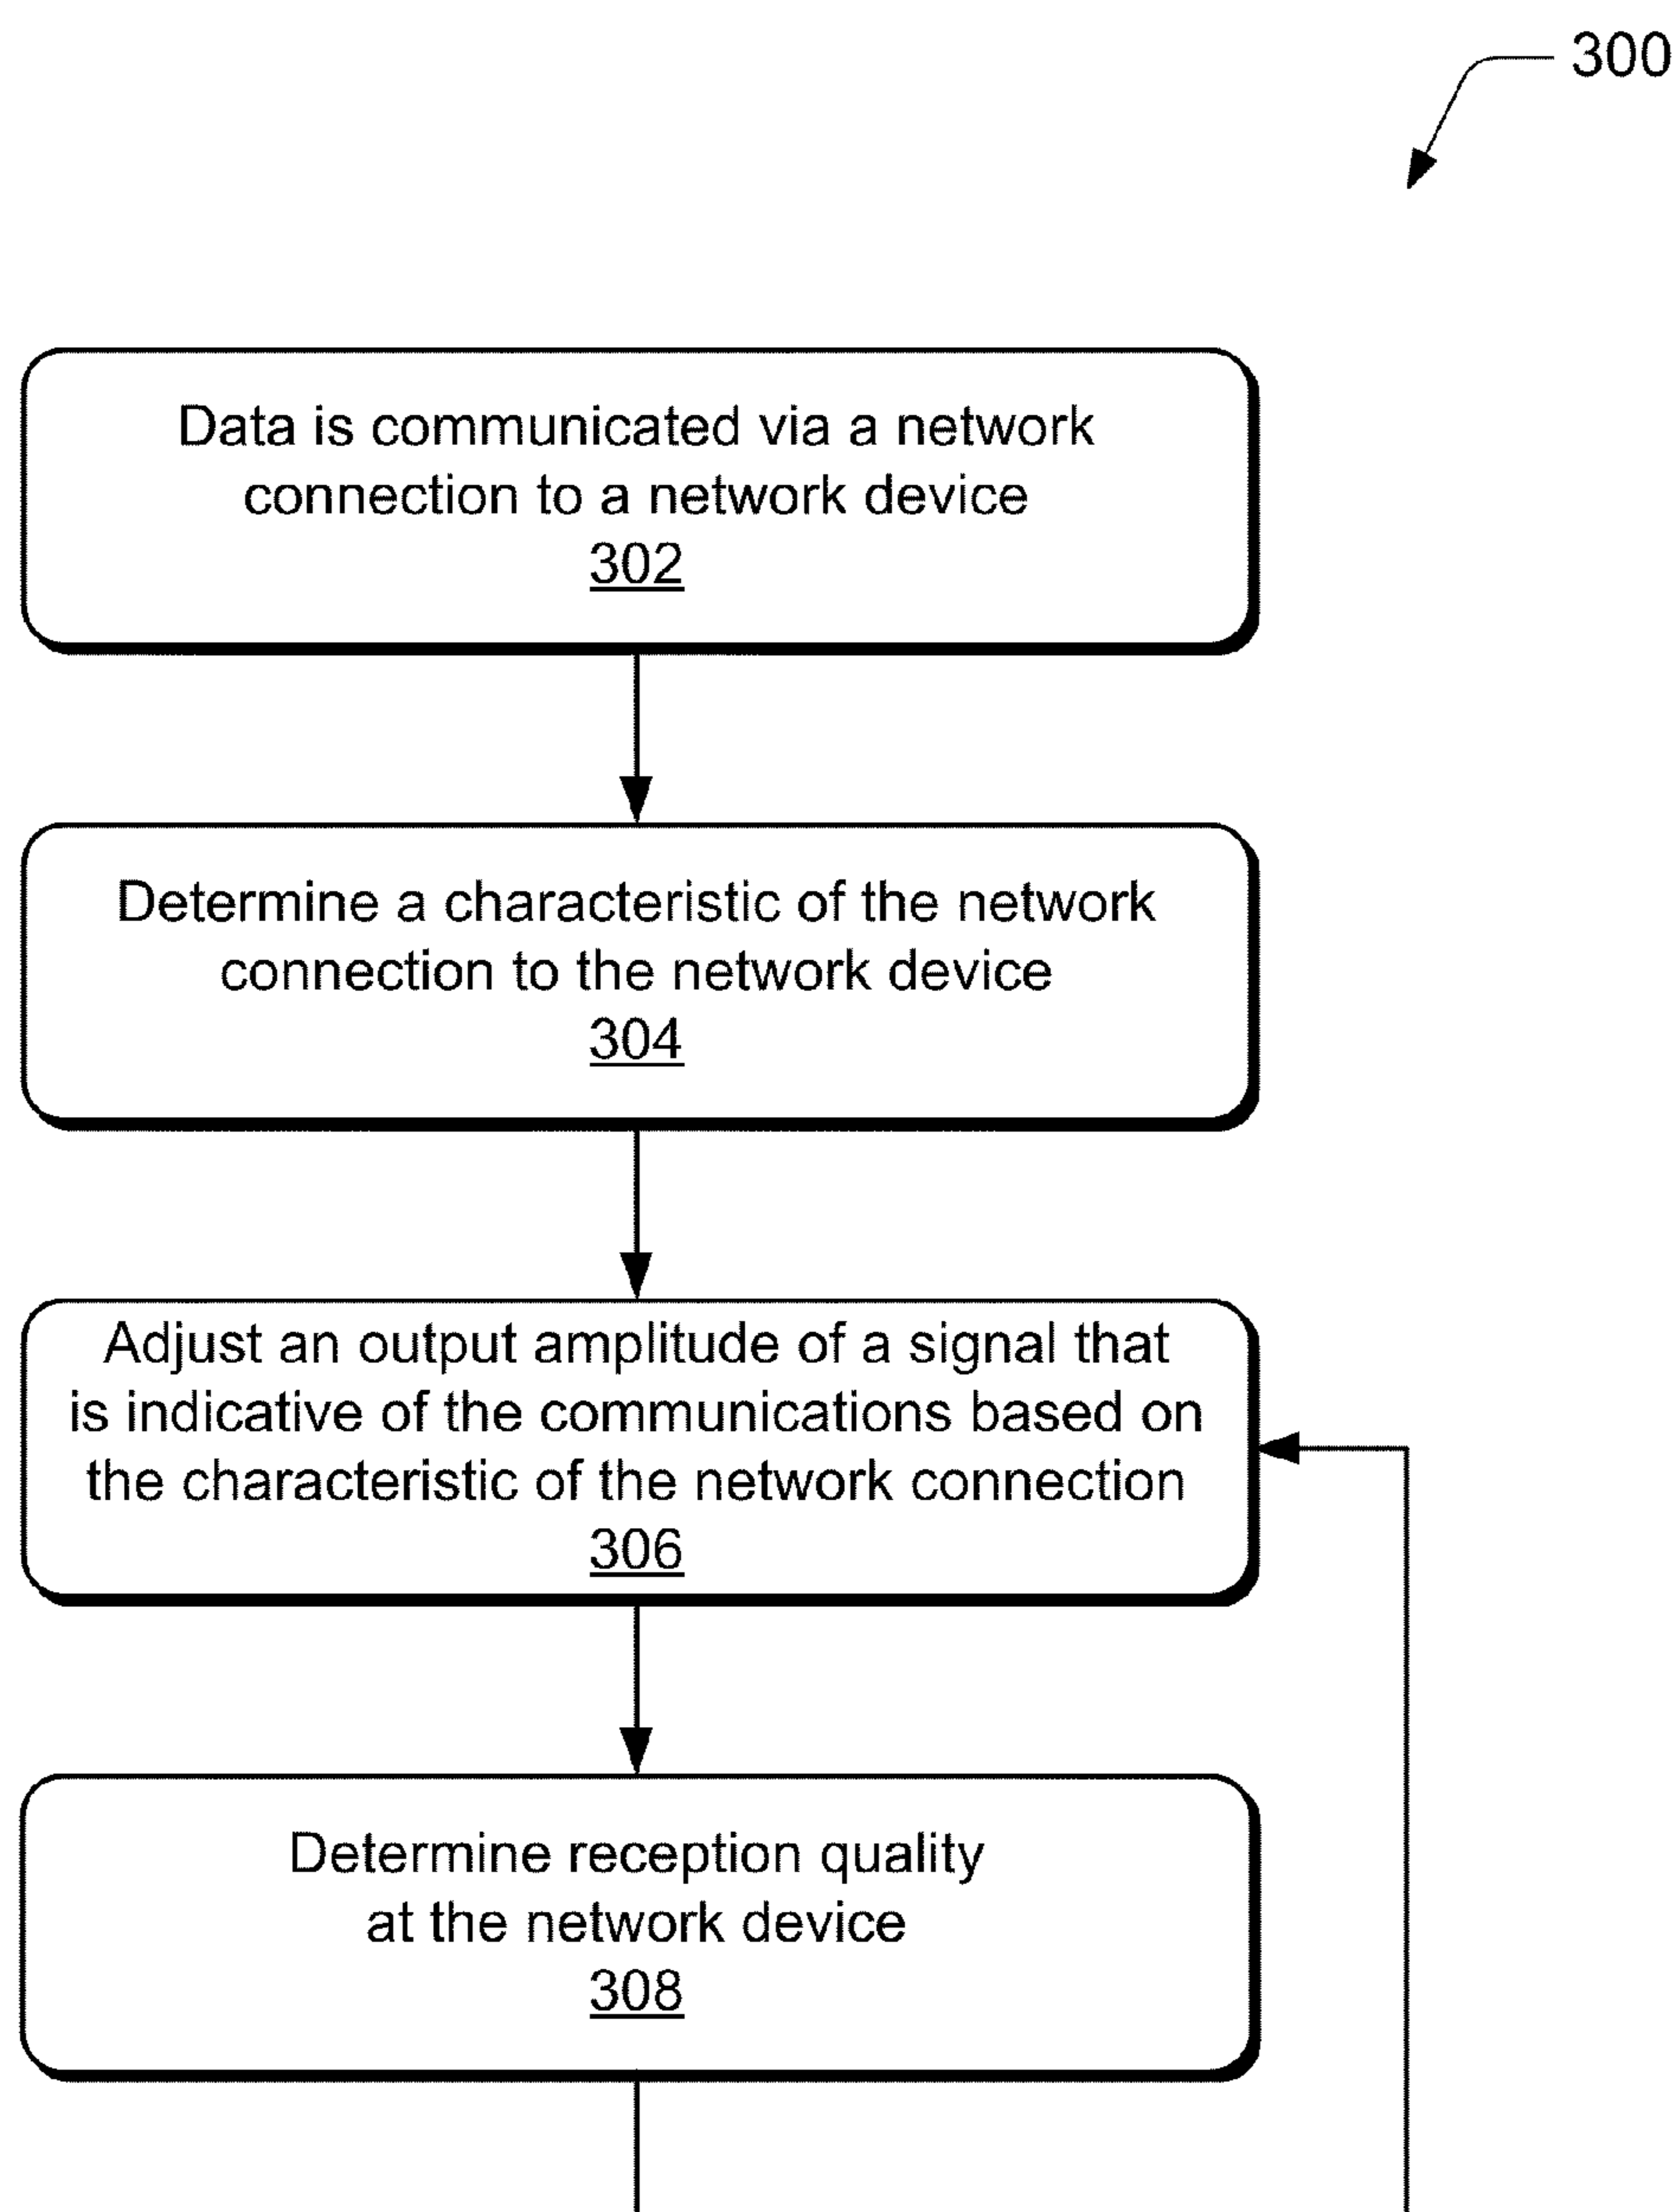 300
Data is communicated via a network
connection to a network device
302
Determine a characteristic of the network
connection to the network device
304
Adjust an output amplitude of a signal that
is indicative of the communications based on
the characteristic of the network connection
306
Determine reception quality
at the network device
308